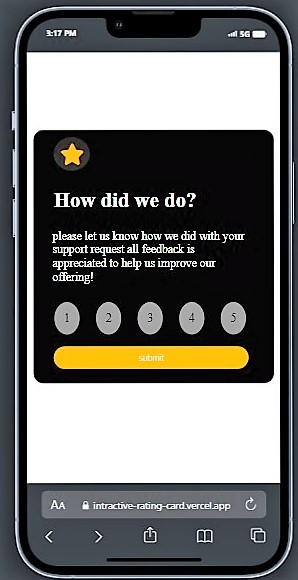 3:17 PM 5G
How did we do?
please let us know how we did with your
support request all feedback is
appreciated to help us improve our
offering!
1 2 3 4 5
submit
AA intractive-rating-card.vercel.app